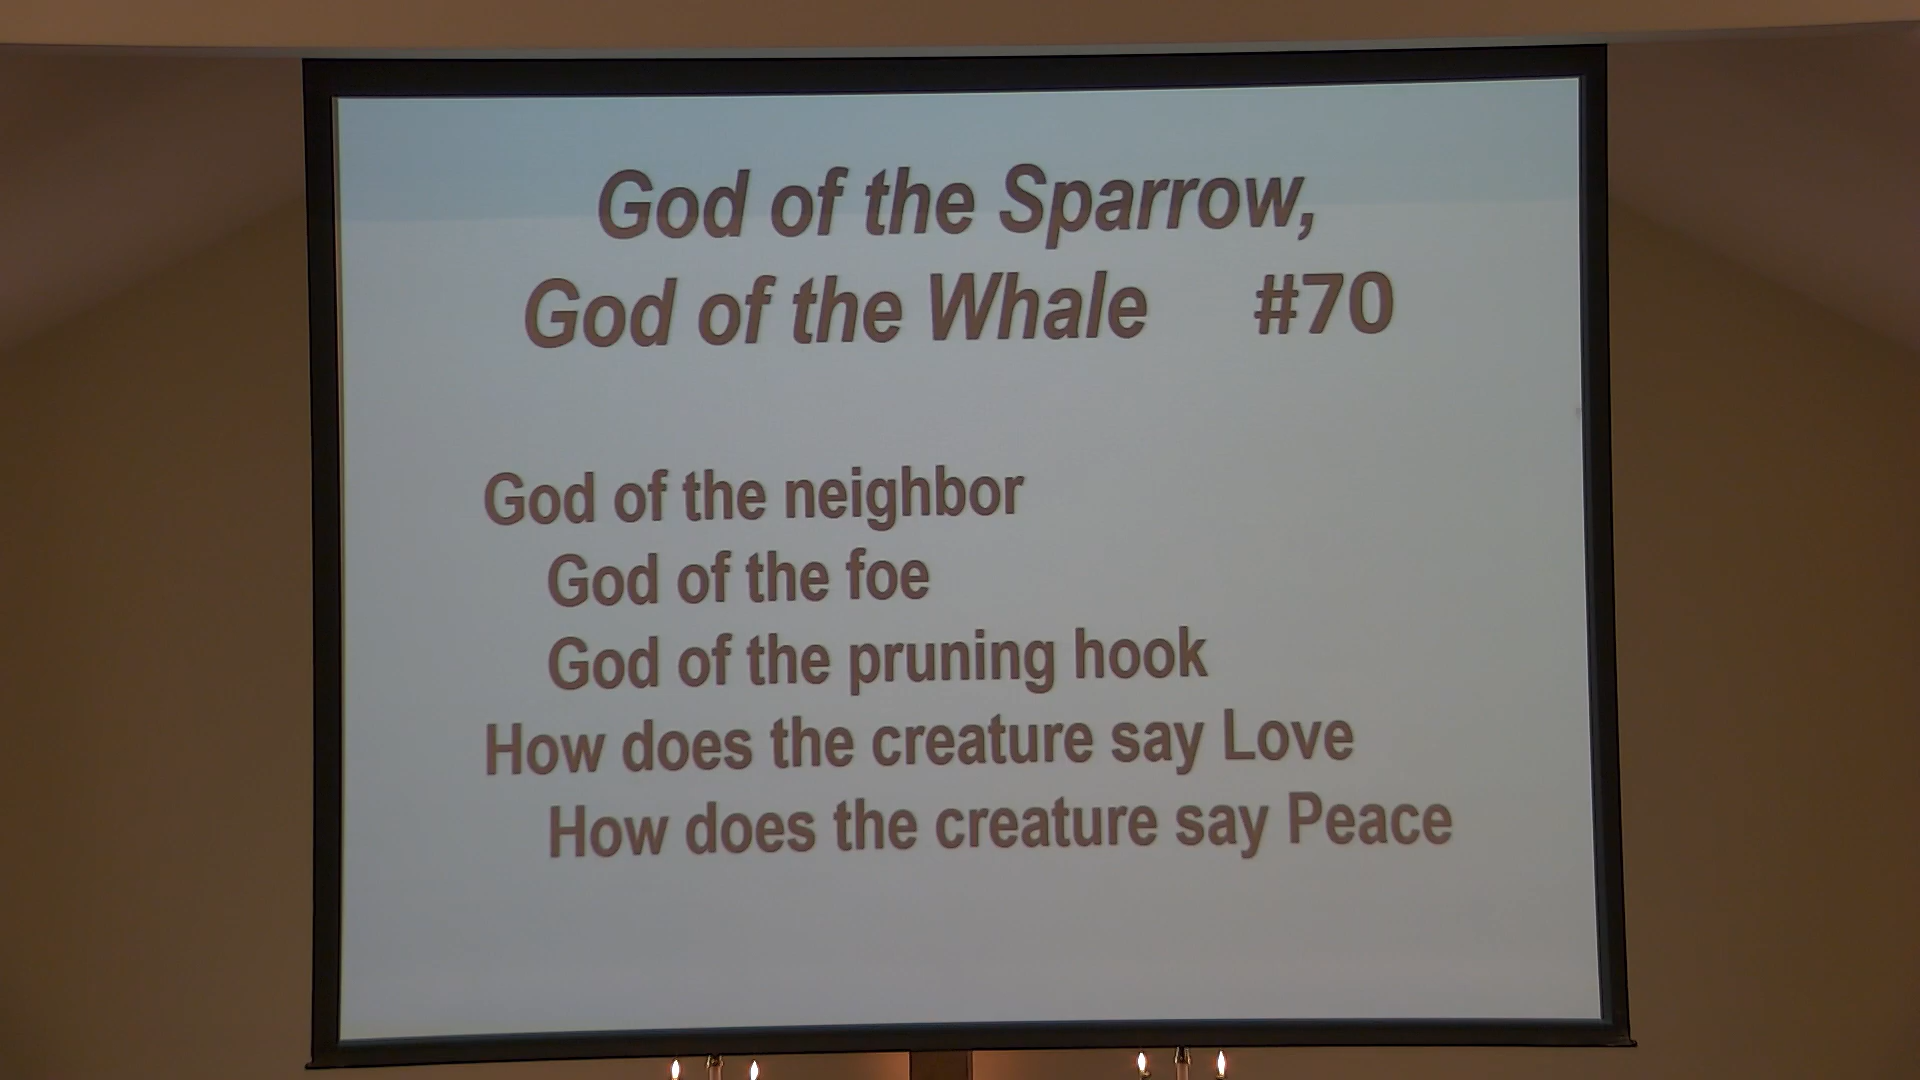 God of the Sparrow,
God of the Whale #70
God of the neighbor
God of the foe
God of the pruning hook
How does the creature say Love
How does the creature say Peace